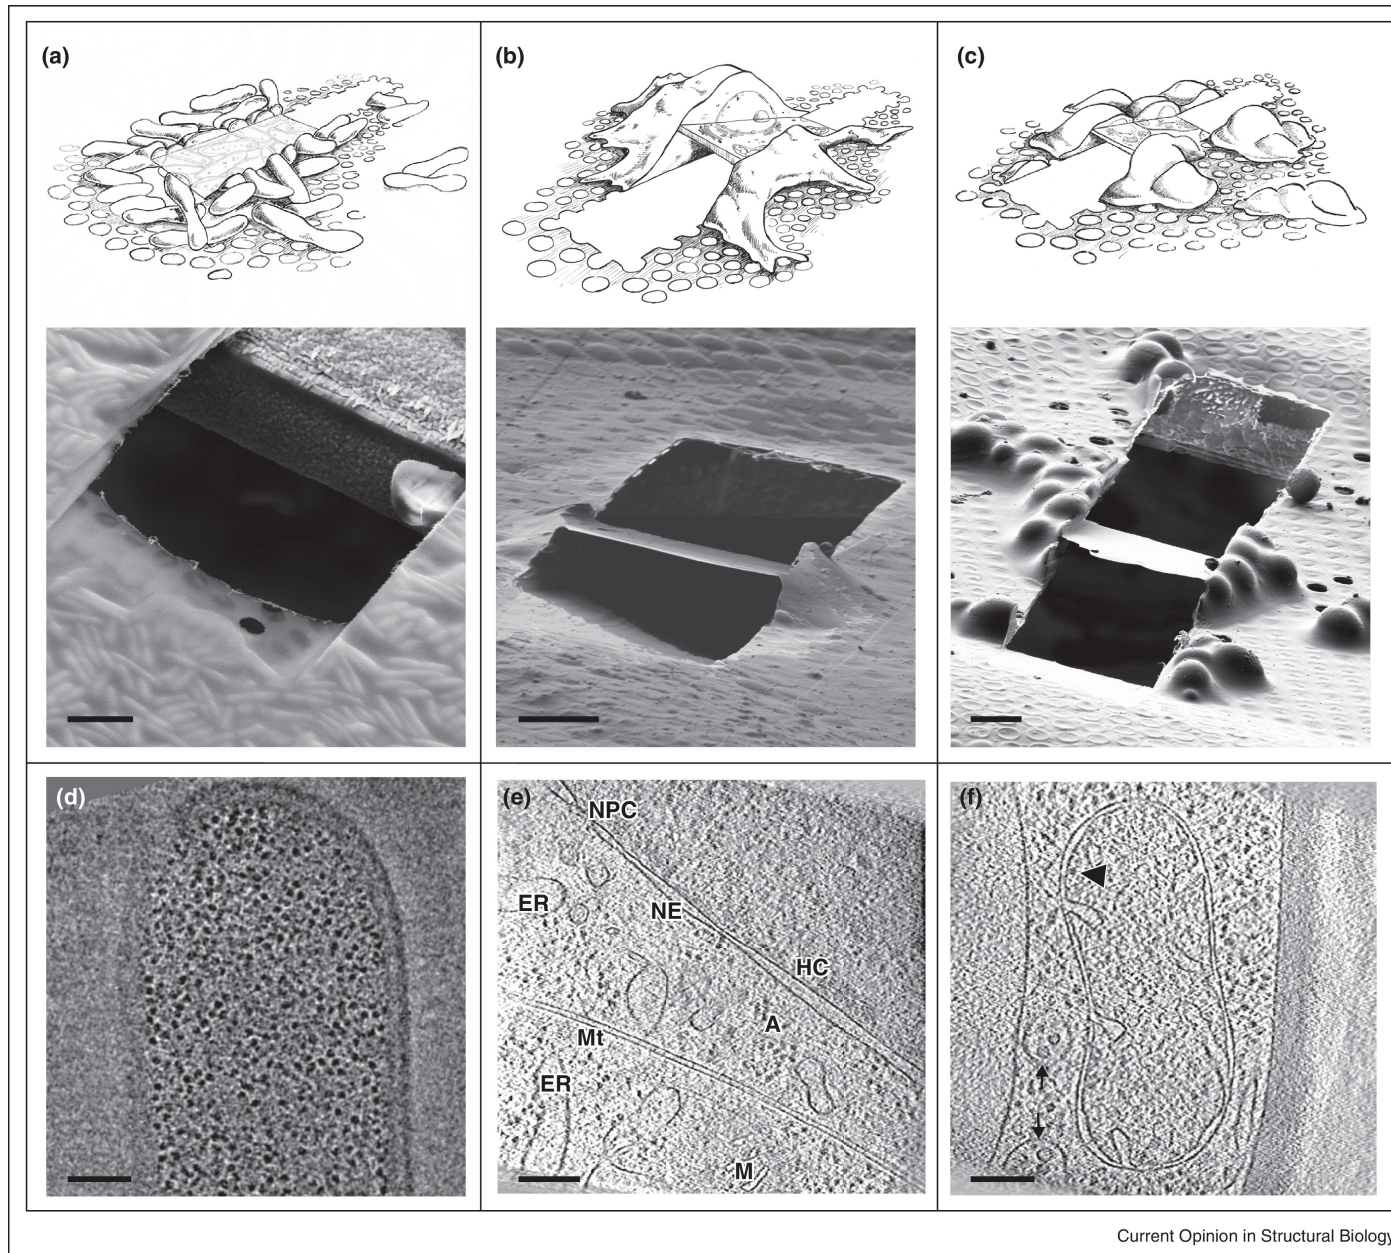 (a)
(b)
(c)
(d)
(e)
NPC
ER
NE
HC
A
Mt
ER
M
(f)
Current Opinion in Structural Biology